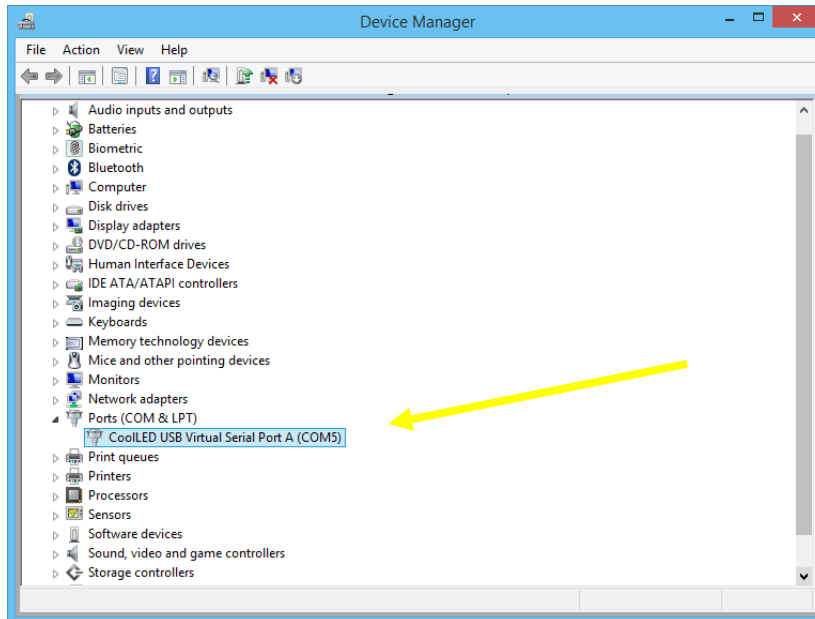 Device Manager
File Action View Help
Audio inputs and outputs
Batteries
Biometric
Bluetooth
Computer
Disk drives
Display adapters
DVD/CD-ROM drives
Human Interface Devices
IDE ATA/ATAPI controllers
Imaging devices
Keyboards
Memory technology devices
Mice and other pointing devices
Monitors
Network adapters
Ports (COM & LPT)
CoolLED USB Virtual Serial Port A (COM5)
Print queues
Printers
Processors
Sensors
Software devices
Sound, video and game controllers
Storage controllers